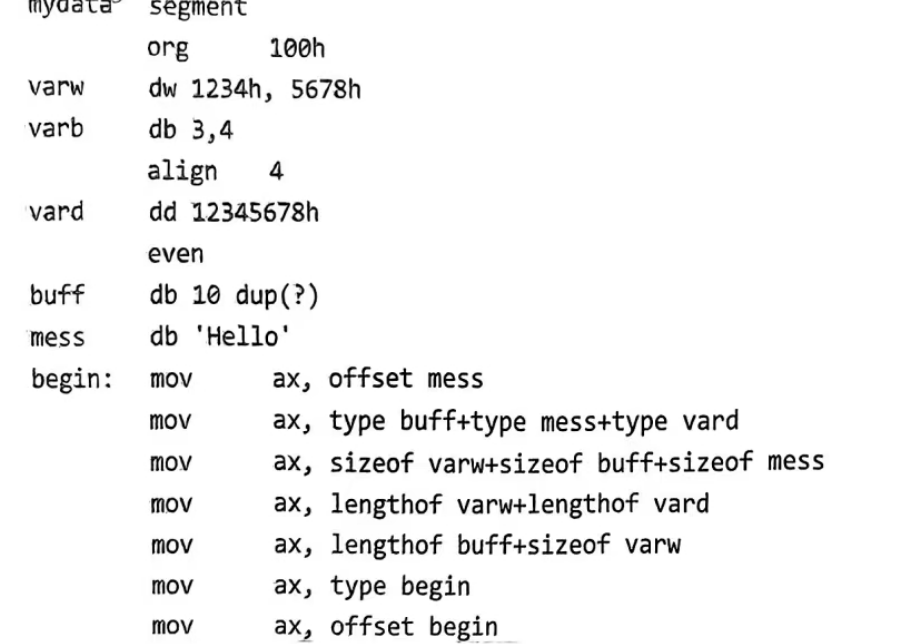 mydata segment
org 100h
varw dw 1234h, 5678h
varb db 3,4
align 4
vard dd 12345678h
even
buff db 10 dup(?)
mess db 'Hello'
begin: mov ax, offset mess
mov ax, type buff+type mess+type vard
mov ax, sizeof varw+sizeof buff+sizeof mess
mov ax, lengthof varw+lengthof vard
mov ax, lengthof buff+sizeof varw
mov ax, type begin
mov ax, offset begin